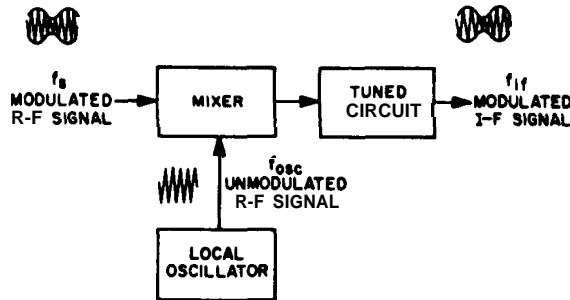 fs
MODULATED
R-F SIGNAL
MIXER
TUNED
CIRCUIT
fif
MODULATED
I-F SIGNAL
fosc
UNMODULATED
R-F SIGNAL
LOCAL
OSCILLATOR